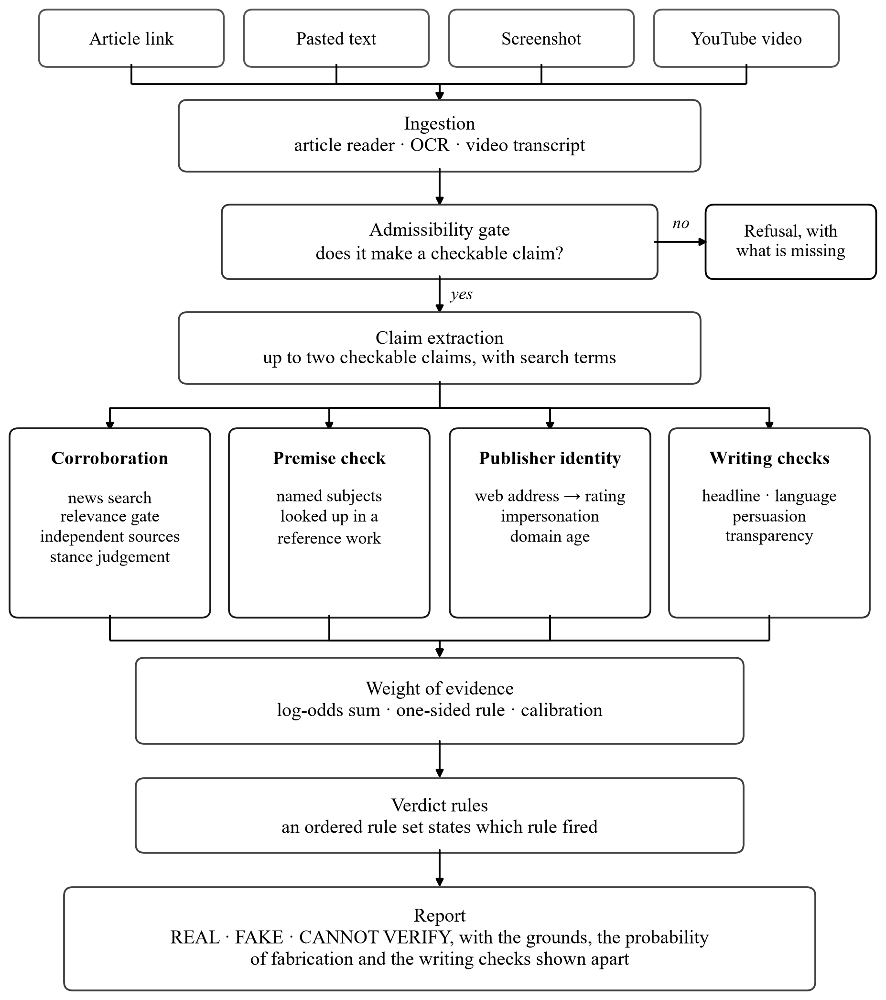 Article link
Pasted text
Screenshot
YouTube video
Ingestion
article reader · OCR · video transcript
Admissibility gate
does it make a checkable claim?
no
Refusal, with
what is missing
yes
Claim extraction
up to two checkable claims, with search terms
Corroboration
news search
relevance gate
independent sources
stance judgement
Premise check
named subjects
looked up in a
reference work
Publisher identity
web address → rating
impersonation
domain age
Writing checks
headline · language
persuasion
transparency
Weight of evidence
log-odds sum · one-sided rule · calibration
Verdict rules
an ordered rule set states which rule fired
Report
REAL · FAKE · CANNOT VERIFY, with the grounds, the probability
of fabrication and the writing checks shown apart